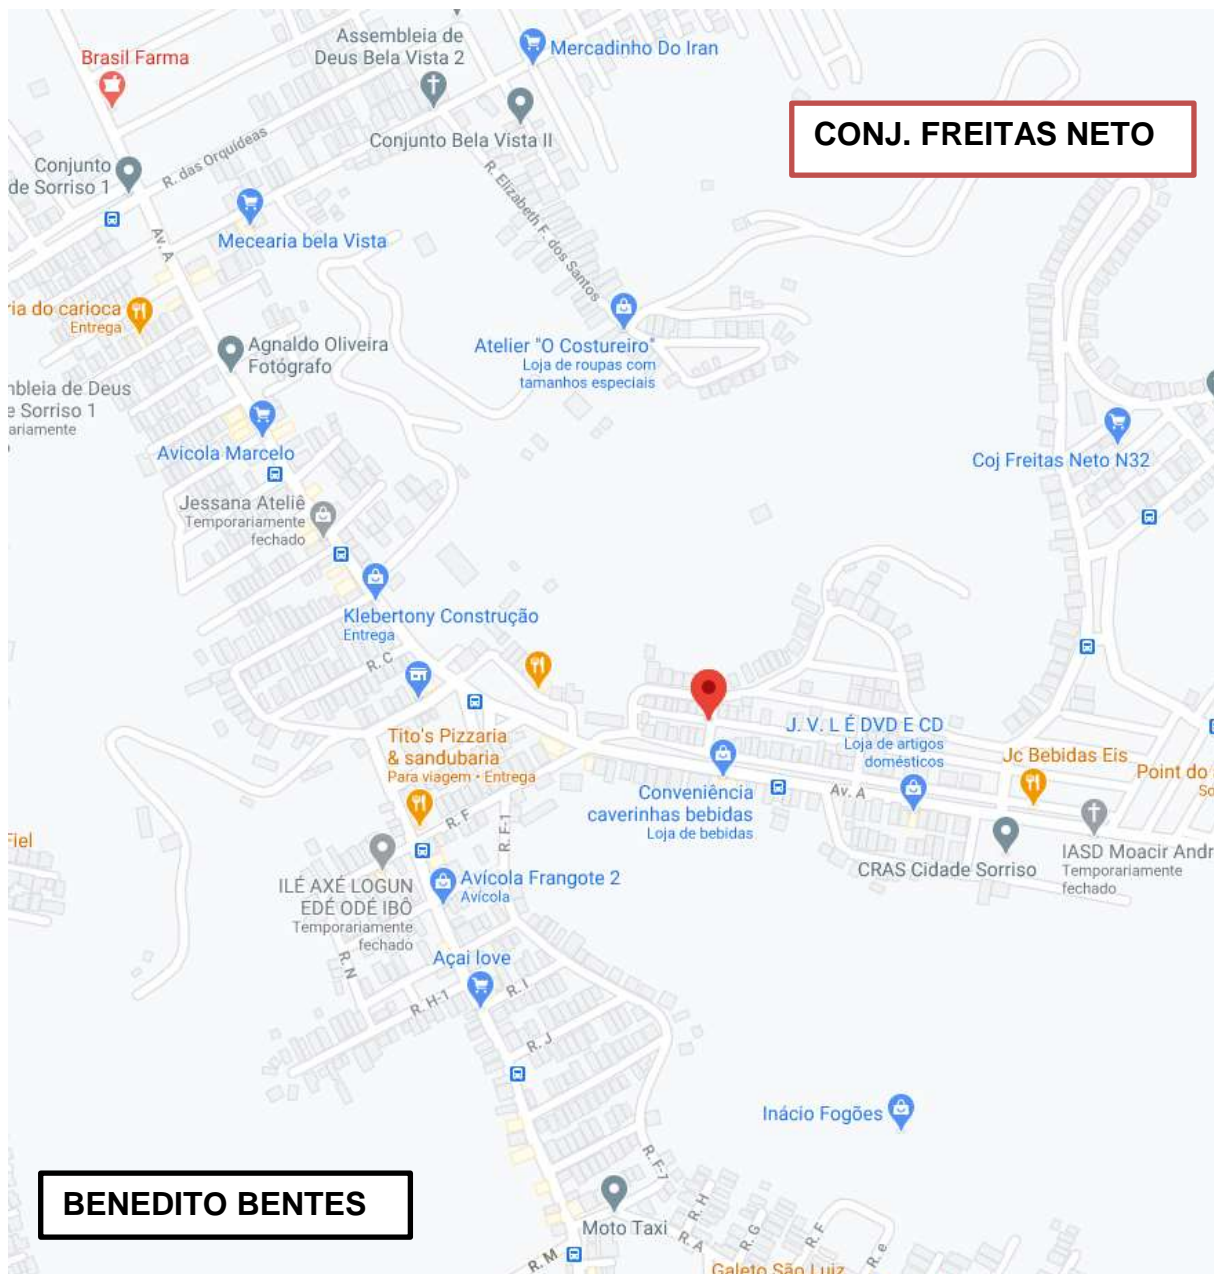 Assembleia de
Deus Bela Vista 2
Mercadinho Do Iran
Brasil Farma
CONJ. FREITAS NETO
R. das Orquídeas
Conjunto Bela Vista II
Conjunto
de Sorriso 1
R. Elizabeth F. dos Santos
Av. A
Mecearia bela Vista
ria do carioca
Entrega
Agnaldo Oliveira
Fotógrafo
Atelier "O Costureiro"
Loja de roupas com
tamanhos especiais
nbleia de Deus
e Sorriso 1
ariamente
Avicola Marcelo
Coj Freitas Neto N32
Jessana Ateliê
Temporariamente
fechado
Klebertony Construção
Entrega
R. C
Tito's Pizzaria
& sandubaria
Para viagem • Entrega
J. V. L É DVD E CD
Loja de artigos
domésticos
Jc Bebidas Eis
Point do
So
Conveniência
caverinhas bebidas
Loja de bebidas
Av. A
R. F
R. F-1
Fiel
CRAS Cidade Sorriso
IASD Moacir Andr
Temporariamente
fechado
ILÉ AXÉ LOGUN
EDÉ ODÉ IBÔ
Temporariamente
fechado
Avícola Frangote 2
Avícola
R. N
Açai love
R. I
R. H-1
R. J
Inácio Fogões
R. F-1
BENEDITO BENTES
Moto Taxi
R. H
R. G
R. F
R. e
R. A
R. M
Galeto São Luiz